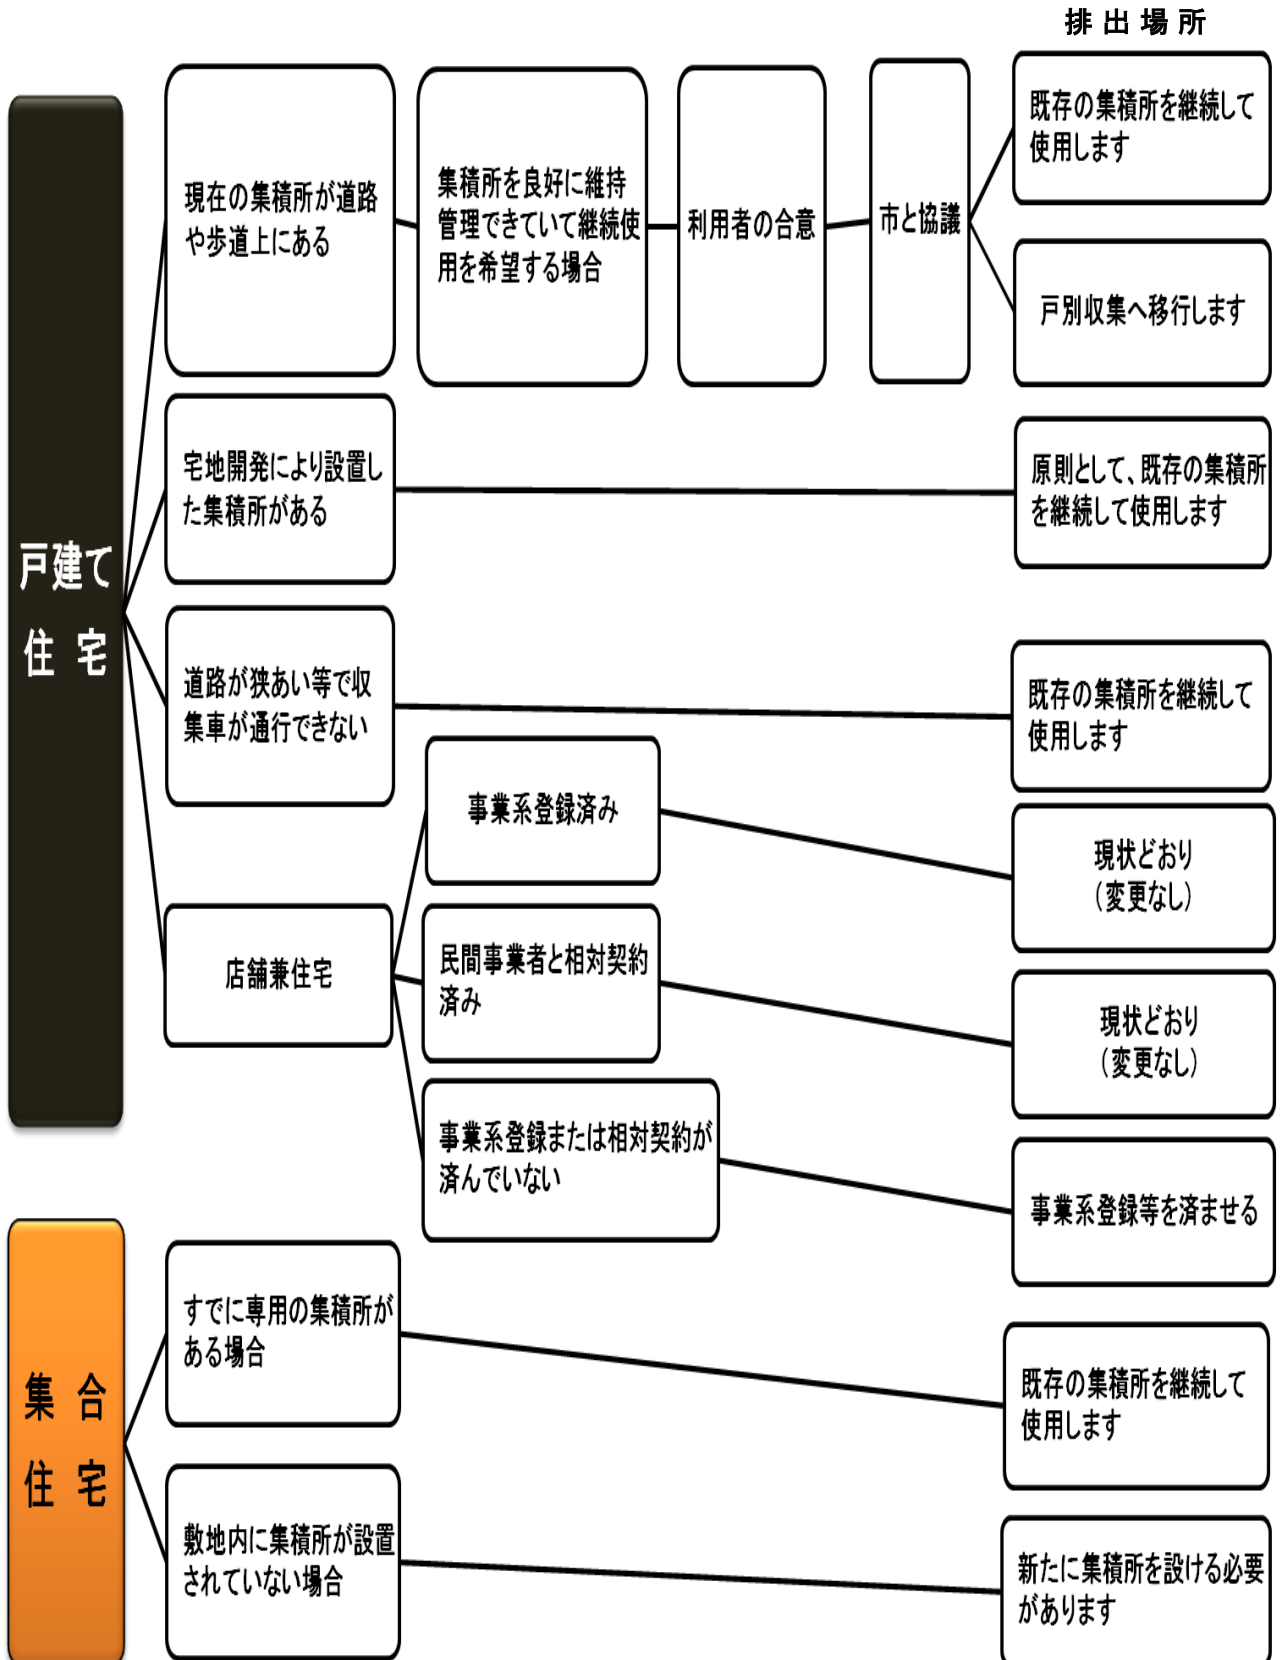 排出場所
戸建て
住宅
現在の集積所が道路
や歩道上にある
集積所を良好に維持
管理できていて継続使
用を希望する場合
利用者の合意
市と協議
既存の集積所を継続して
使用します
戸別収集へ移行します
宅地開発により設置し
た集積所がある
原則として、既存の集積所
を継続して使用します
道路が狭あい等で収
集車が通行できない
既存の集積所を継続して
使用します
店舗兼住宅
事業系登録済み
現状どおり
(変更なし)
民間事業者と相対契約
済み
現状どおり
(変更なし)
事業系登録または相対契約が
済んでいない
事業系登録等を済ませる
集合
住宅
すでに専用の集積所が
ある場合
既存の集積所を継続して
使用します
敷地内に集積所が設置
されていない場合
新たに集積所を設ける必要
があります